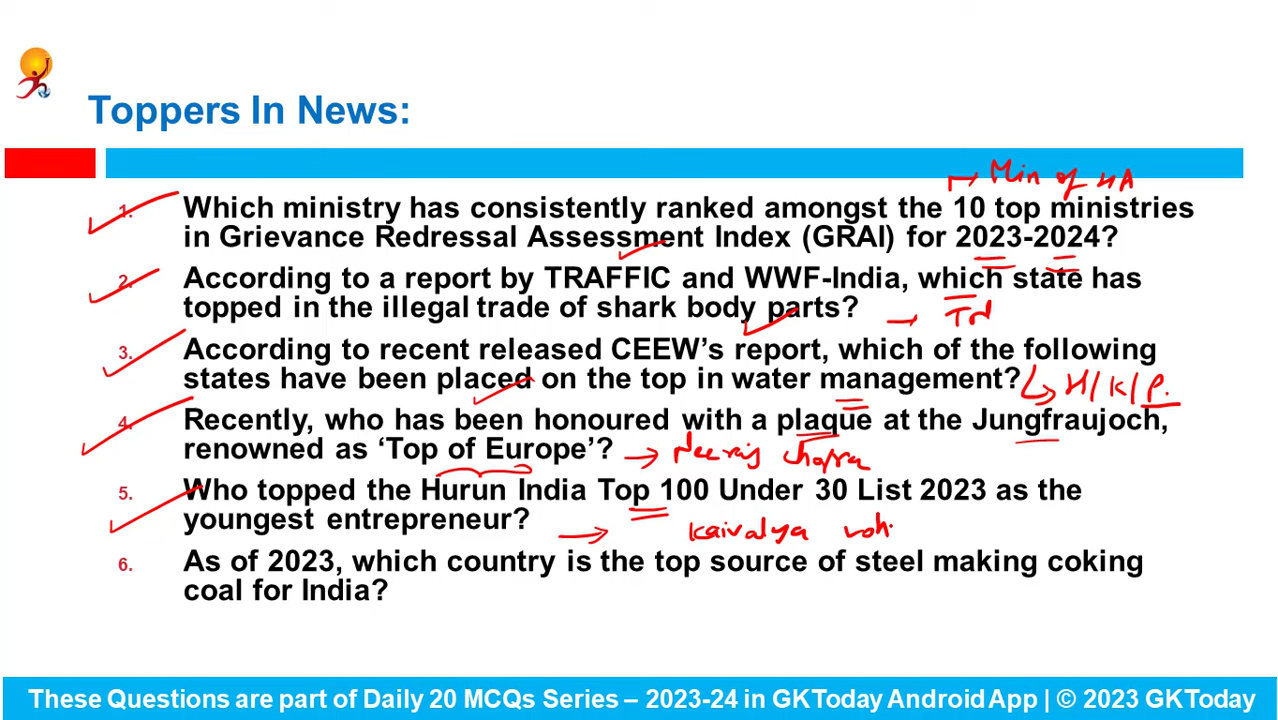 Toppers In News:
Min of HA
1. Which ministry has consistently ranked amongst the 10 top ministries
in Grievance Redressal Assessment Index (GRAI) for 2023-2024?
2. According to a report by TRAFFIC and WWF-India, which state has
topped in the illegal trade of shark body parts? → TN
3. According to recent released CEEW’s report, which of the following
states have been placed on the top in water management? H/K/P.
4. Recently, who has been honoured with a plaque at the Jungfraujoch,
renowned as ‘Top of Europe’? → Neeraj Chopra
5. Who topped the Hurun India Top 100 Under 30 List 2023 as the
youngest entrepreneur? → Kaivalya voh
6. As of 2023, which country is the top source of steel making coking
coal for India?
These Questions are part of Daily 20 MCQs Series – 2023-24 in GKToday Android App | © 2023 GKToday